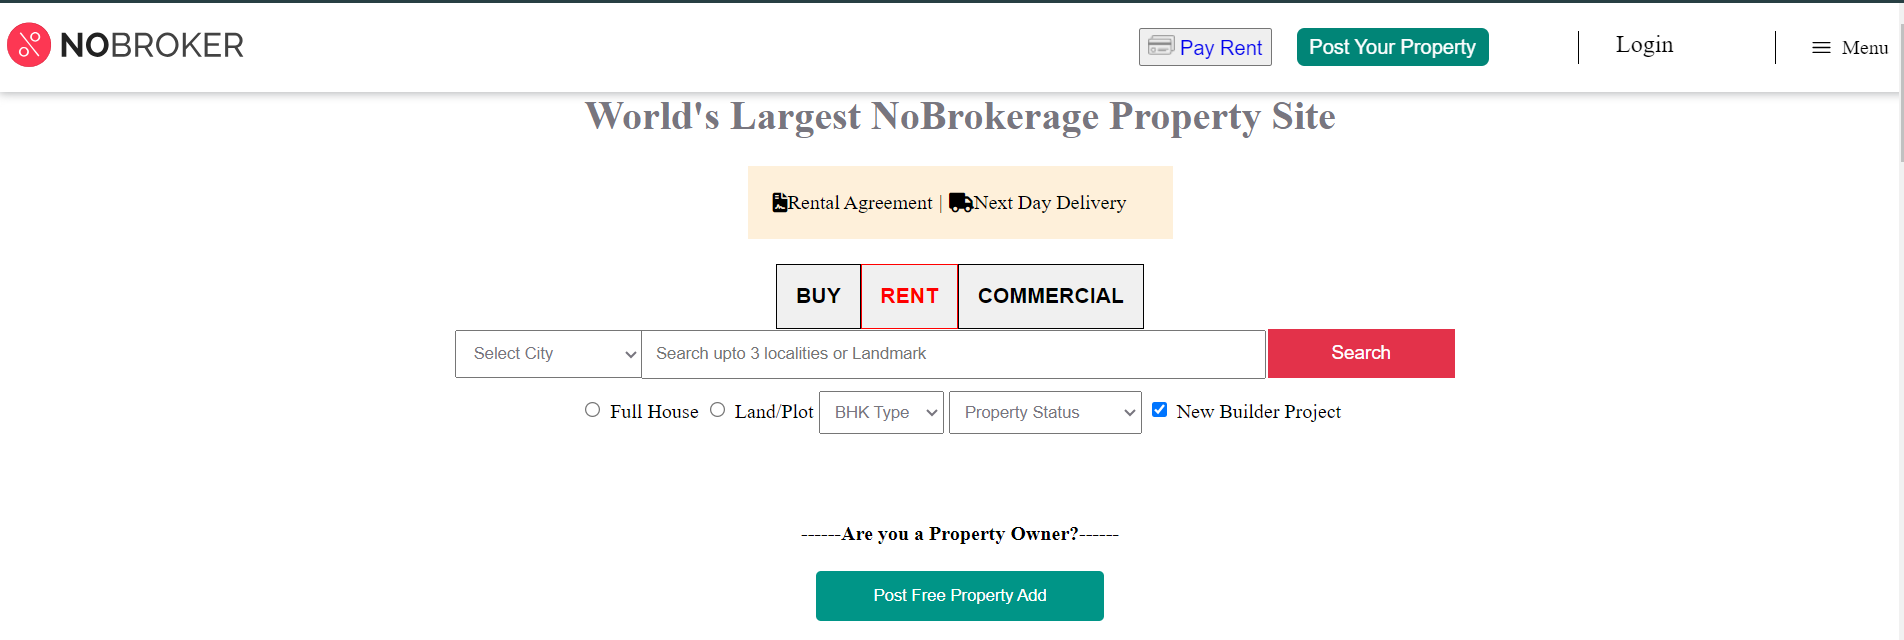 NOBROKER
Pay Rent
Post Your Property
Login
Menu
World's Largest NoBrokerage Property Site
Rental Agreement | Next Day Delivery
BUY RENT COMMERCIAL
Select City Search upto 3 localities or Landmark Search
Full House Land/Plot BHK Type Property Status New Builder Project
------Are you a Property Owner?------
Post Free Property Add